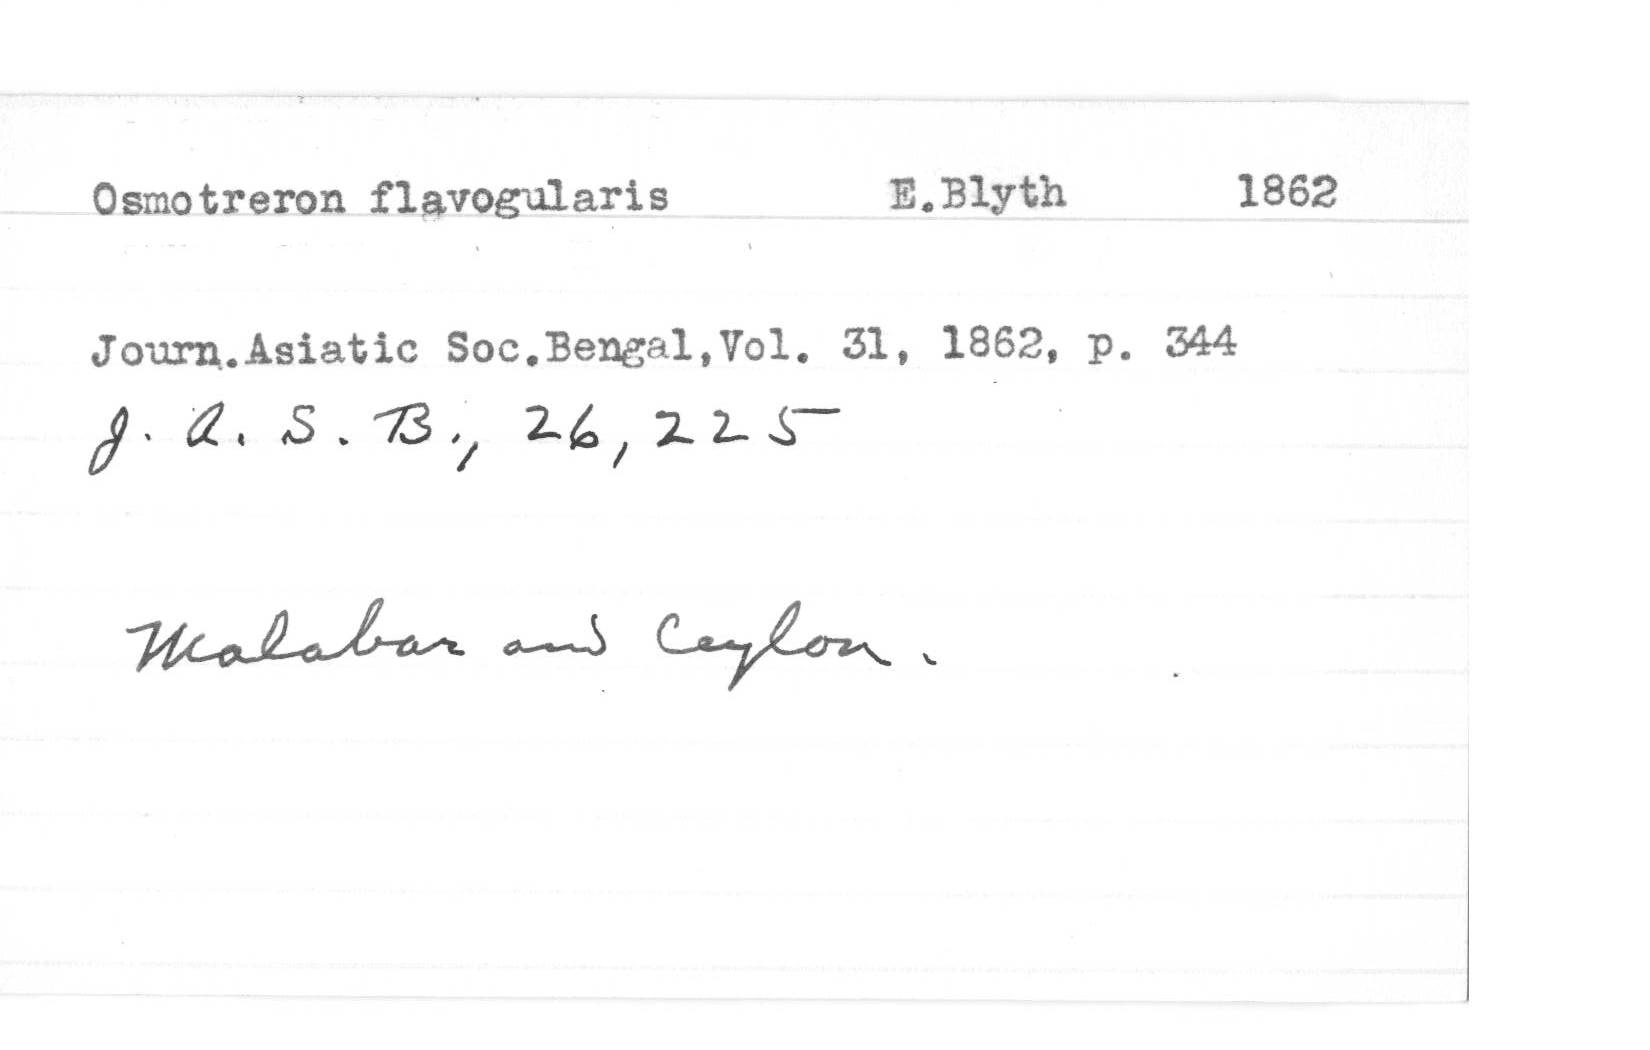 Osmotreron flavogularis E.Blyth 1862
Journ.Asiatic Soc.Bengal,Vol. 31, 1862, p. 344
J. A. S. B., 26, 225
Malabar and Ceylon.